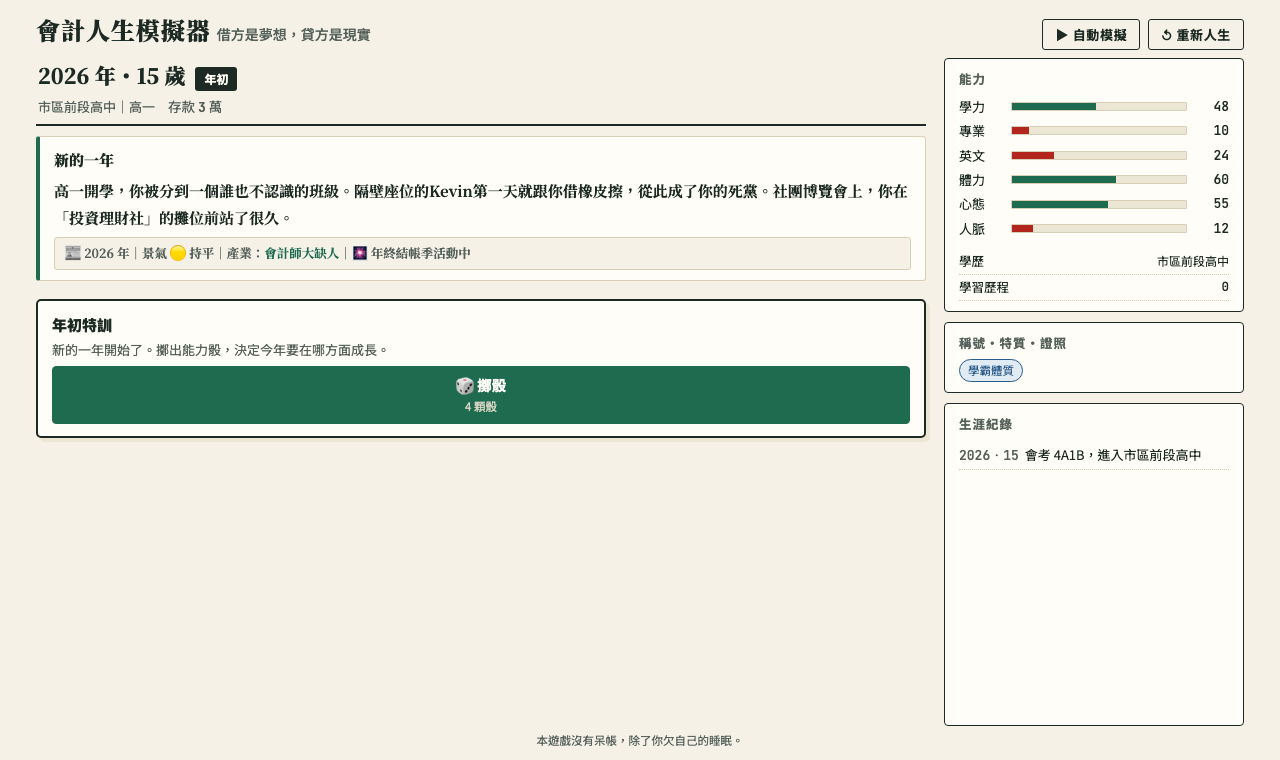 會計人生模擬器 借方是夢想，貸方是現實
▶ 自動模擬
↺ 重新人生
2026 年・15 歲 年初
市區前段高中｜高一 存款 3 萬
新的一年
高一開學，你被分到一個誰也不認識的班級。隔壁座位的Kevin第一天就跟你借橡皮擦，從此成了你的死黨。社團博覽會上，你在
「投資理財社」的攤位前站了很久。
📰 2026 年｜景氣 🟡 持平｜產業：會計師大缺人｜🎆 年終結帳季活動中
年初特訓
新的一年開始了。擲出能力骰，決定今年要在哪方面成長。
🎲 擲骰
4 顆骰
能力
學力 48
專業 10
英文 24
體力 60
心態 55
人脈 12
學歷 市區前段高中
學習歷程 0
稱號・特質・證照
學霸體質
生涯紀錄
2026・15 會考 4A1B，進入市區前段高中
本遊戲沒有呆帳，除了你欠自己的睡眠。